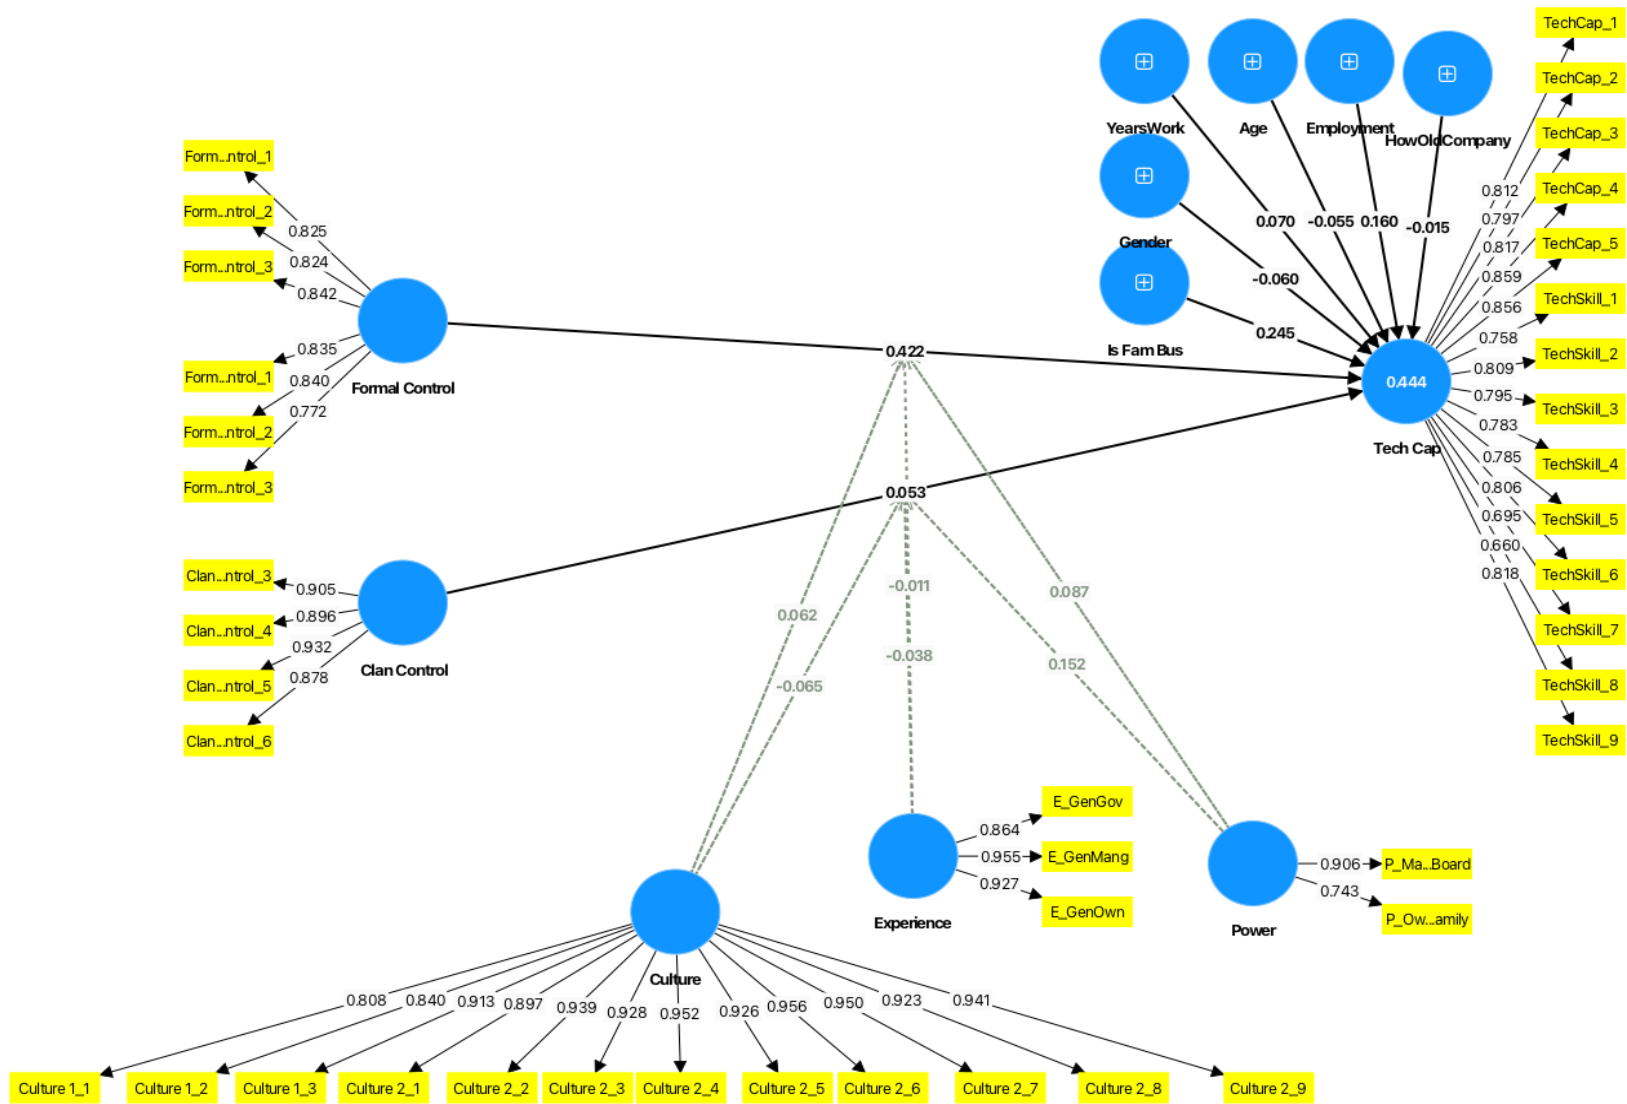 TechCap_1
TechCap_2
TechCap_3
TechCap_4
TechCap_5
TechSkill_1
TechSkill_2
TechSkill_3
TechSkill_4
TechSkill_5
TechSkill_6
TechSkill_7
TechSkill_8
TechSkill_9
0.812
0.797
0.817
0.859
0.856
0.758
0.809
0.795
0.783
0.785
0.806
0.695
0.660
0.818
YearsWork
Age
Employment
HowOldCompany
Gender
Is Fam Bus
0.070
-0.055
0.160
-0.015
-0.060
0.245
0.444
Tech Cap
Form...ntrol_1
Form...ntrol_2
Form...ntrol_3
Form...ntrol_1
Form...ntrol_2
Form...ntrol_3
0.825
0.824
0.842
0.835
0.840
0.772
Formal Control
0.422
0.053
Clan...ntrol_3
Clan...ntrol_4
Clan...ntrol_5
Clan...ntrol_6
0.905
0.896
0.932
0.878
Clan Control
0.062
-0.065
-0.011
-0.038
0.087
0.152
E_GenGov
E_GenMang
E_GenOwn
0.864
0.955
0.927
Experience
P_Ma...Board
P_Ow...amily
0.906
0.743
Power
Culture
0.808
0.840
0.913
0.897
0.939
0.928
0.952
0.926
0.956
0.950
0.923
0.941
Culture 1_1
Culture 1_2
Culture 1_3
Culture 2_1
Culture 2_2
Culture 2_3
Culture 2_4
Culture 2_5
Culture 2_6
Culture 2_7
Culture 2_8
Culture 2_9